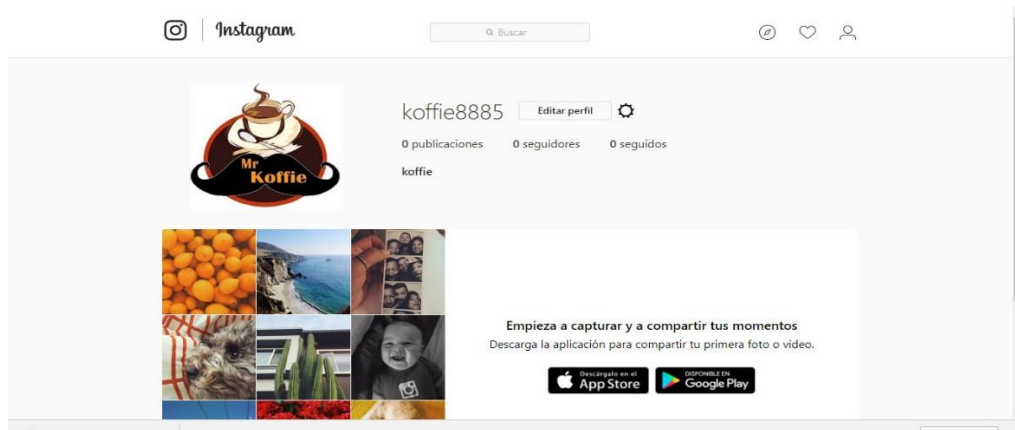 Instagram
Buscar
koffie8885 Editar perfil
0 publicaciones 0 seguidores 0 seguidos
koffie
Mr
Koffie
Empieza a capturar y a compartir tus momentos
Descarga la aplicación para compartir tu primera foto o video.
Descárgalo en el
App Store
DISPONIBLE EN
Google Play